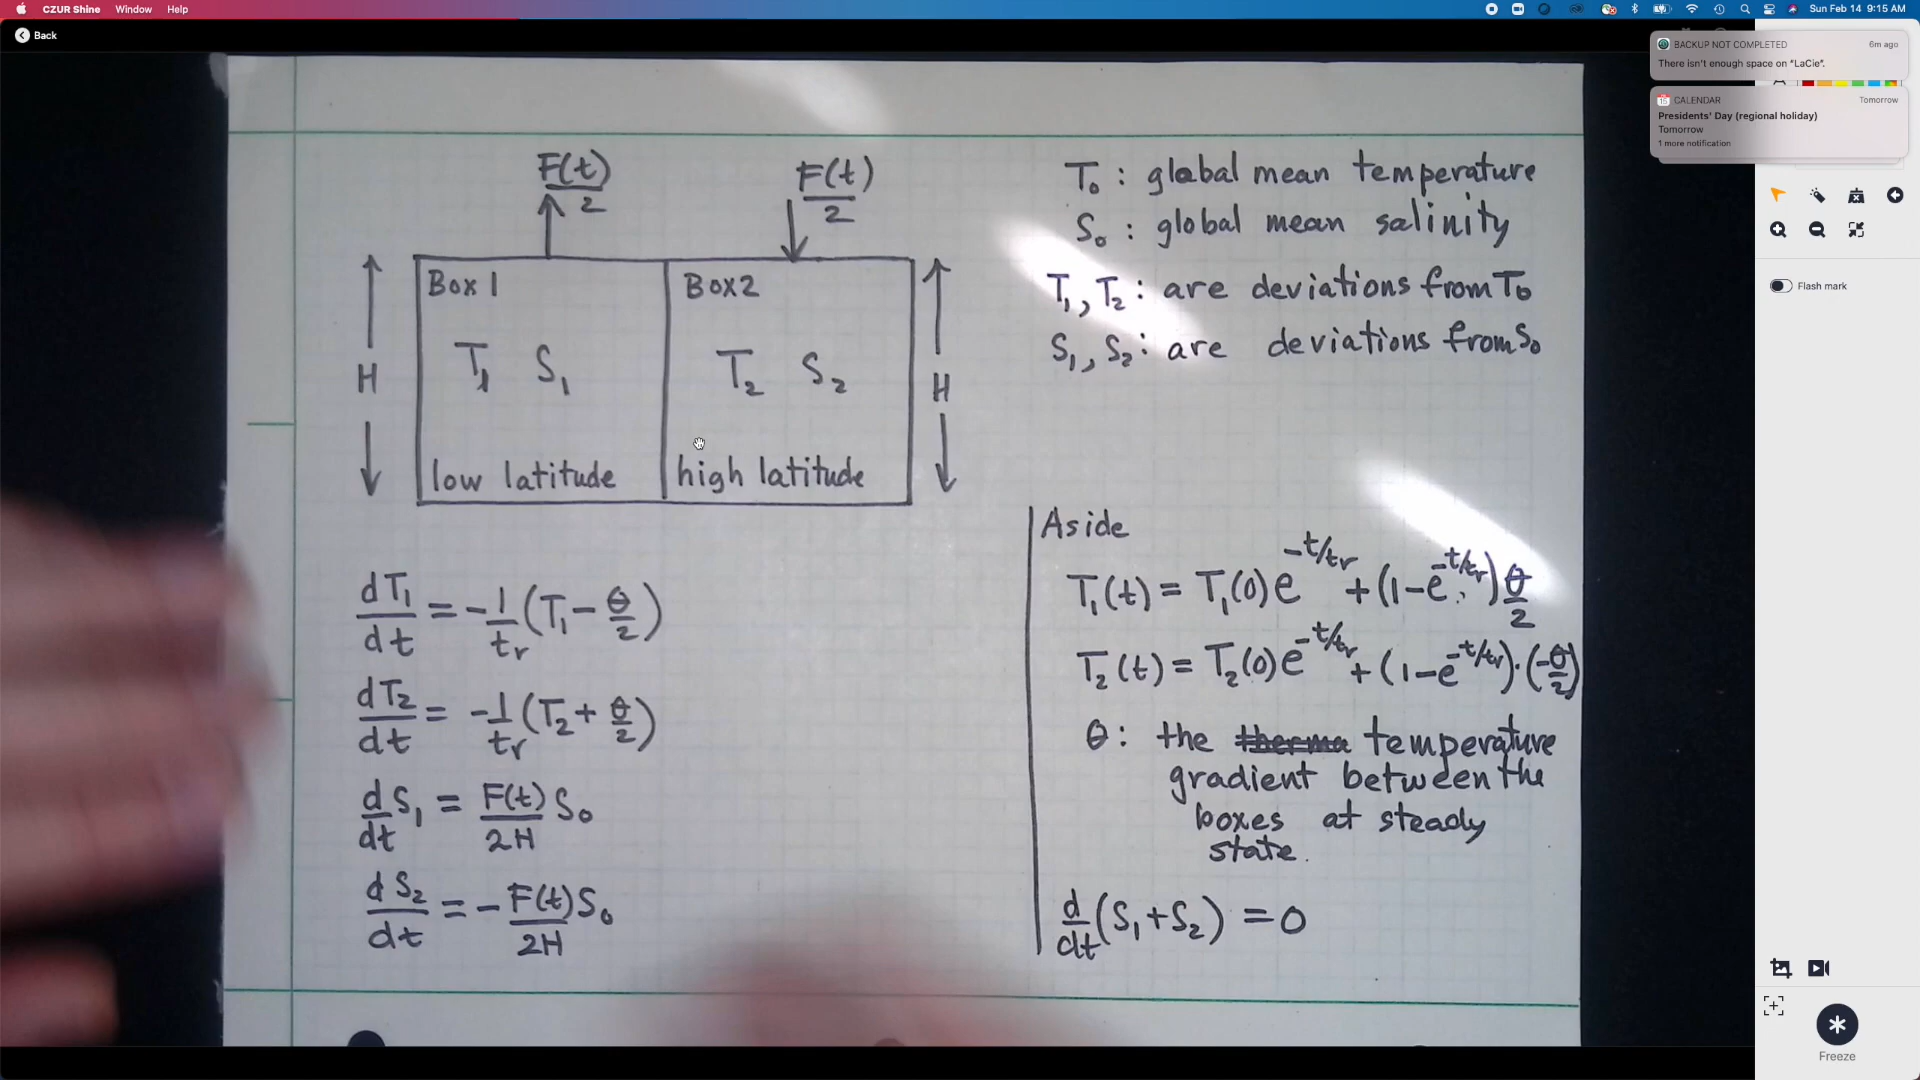 CZUR Shine Window Help
Sun Feb 14 9:15 AM
Back
BACKUP NOT COMPLETED 6m ago
There isn't enough space on "LaCie".
CALENDAR Tomorrow
Presidents' Day (regional holiday)
Tomorrow
1 more notification
Flash mark
Freeze
F(t)/2 F(t)/2
Box 1 Box 2
H T₁ S₁ T₂ S₂ H
low latitude high latitude
T₀ : global mean temperature
S₀ : global mean salinity
T₁, T₂ : are deviations from T₀
S₁, S₂ : are deviations from S₀
dT₁/dt = -1/tᵣ (T₁ - θ/2)
dT₂/dt = -1/tᵣ (T₂ + θ/2)
d/dt S₁ = F(t)/2H S₀
dS₂/dt = - F(t)/2H S₀
Aside
T₁(t) = T₁(0) e^(-t/tᵣ) + (1 - e^(-t/tᵣ)) θ/2
T₂(t) = T₂(0) e^(-t/tᵣ) + (1 - e^(-t/tᵣ)) · (-θ/2)
θ : the therma temperature
gradient between the
boxes at steady
state.
d/dt (S₁ + S₂) = 0